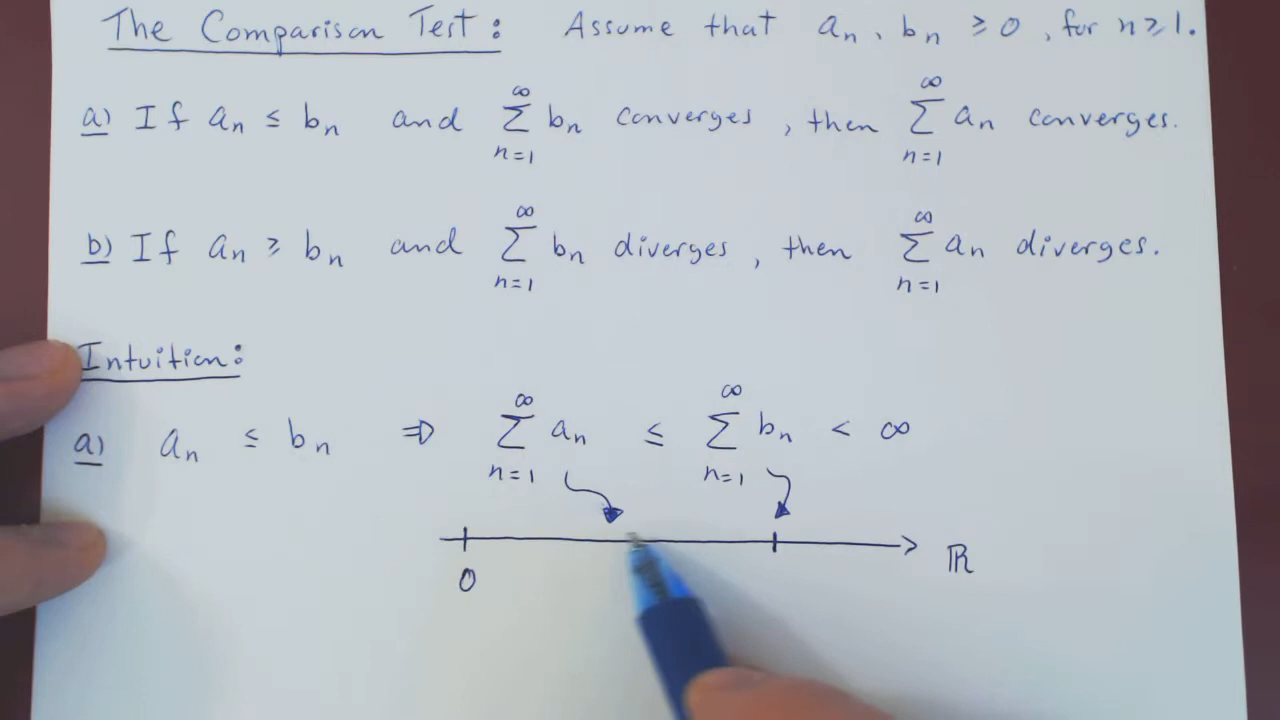 The Comparison Test: Assume that aₙ, bₙ ≥ 0, for n ≥ 1.
a) If aₙ ≤ bₙ and ∑_{n=1}^{∞} bₙ converges, then ∑_{n=1}^{∞} aₙ converges.
b) If aₙ ≥ bₙ and ∑_{n=1}^{∞} bₙ diverges, then ∑_{n=1}^{∞} aₙ diverges.
Intuition:
a) aₙ ≤ bₙ ⇒ ∑_{n=1}^{∞} aₙ ≤ ∑_{n=1}^{∞} bₙ < ∞
ℝ
0